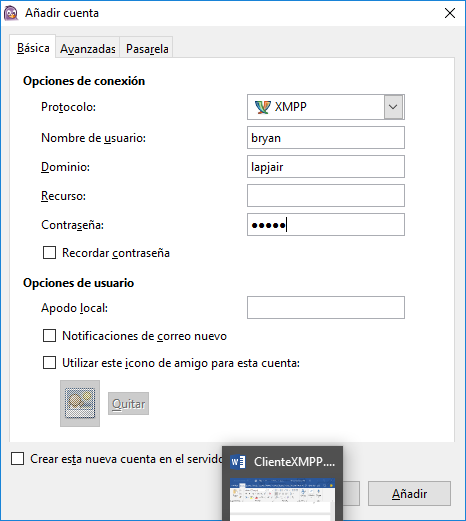 Añadir cuenta
Básica Avanzadas Pasarela
Opciones de conexión
Protocolo: XMPP
Nombre de usuario: bryan
Dominio: lapjair
Recurso:
Contraseña: ●●●●●
Recordar contraseña
Opciones de usuario
Apodo local:
Notificaciones de correo nuevo
Utilizar este icono de amigo para esta cuenta:
Quitar
ClienteXMPP....
Crear esta nueva cuenta en el servido
Añadir